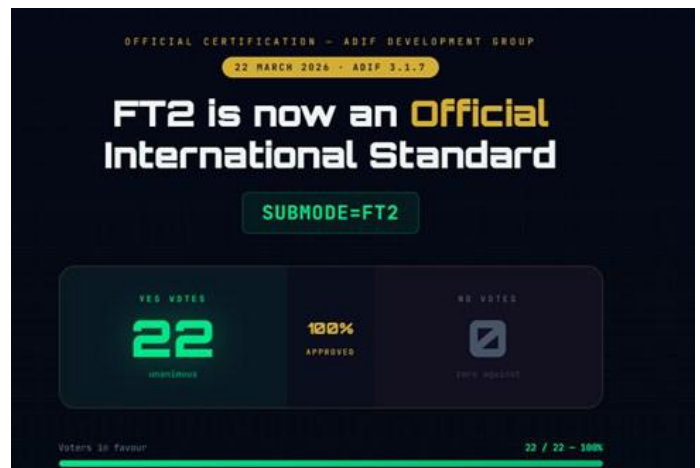 OFFICIAL CERTIFICATION — ADIF DEVELOPMENT GROUP
22 MARCH 2026 · ADIF 3.1.7
FT2 is now an Official
International Standard
SUBMODE=FT2
YES VOTES
22
unanimous
100%
APPROVED
NO VOTES
0
zero against
Voters in favour
22 / 22 — 100%